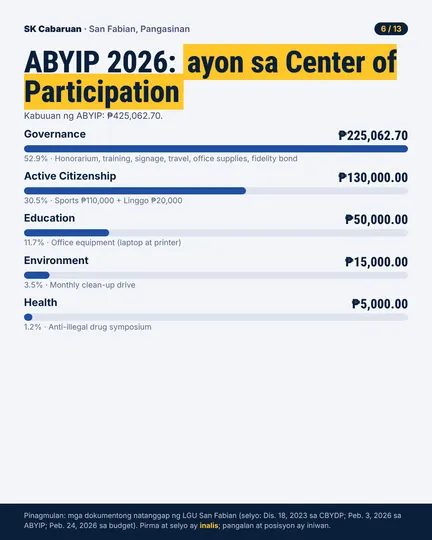 SK Cabaruan · San Fabian, Pangasinan
6 / 13
ABYIP 2026: ayon sa Center of
Participation
Kabuuan ng ABYIP: ₱425,062.70.
Governance
₱225,062.70
52.9% · Honorarium, training, signage, travel, office supplies, fidelity bond
Active Citizenship
₱130,000.00
30.5% · Sports ₱110,000 + Linggo ₱20,000
Education
₱50,000.00
11.7% · Office equipment (laptop at printer)
Environment
₱15,000.00
3.5% · Monthly clean-up drive
Health
₱5,000.00
1.2% · Anti-illegal drug symposium
Pinagmulan: mga dokumentong natanggap ng LGU San Fabian (selyo: Dis. 18, 2023 sa CBYDP; Peb. 3, 2026 sa
ABYIP; Peb. 24, 2026 sa budget). Pirma at selyo ay inalis; pangalan at posisyon ay iniwan.